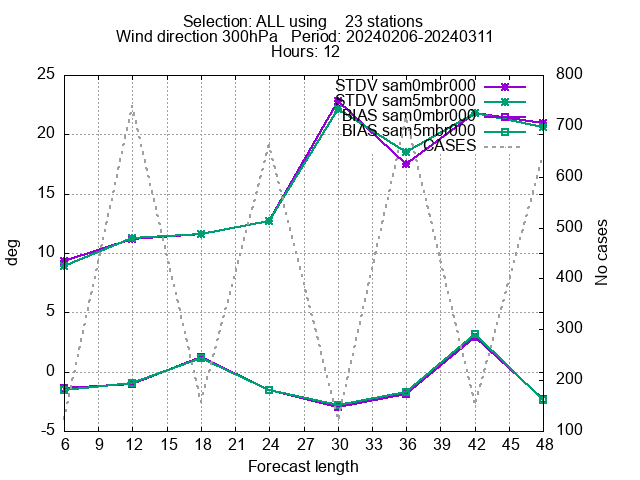 Selection: ALL using 23 stations
Wind direction 300hPa Period: 20240206-20240311
Hours: 12
STDV sam0mbr000
STDV sam5mbr000
BIAS sam0mbr000
BIAS sam5mbr000
CASES
deg
25
20
15
10
5
0
-5
No cases
800
700
600
500
400
300
200
100
6 9 12 15 18 21 24 27 30 33 36 39 42 45 48
Forecast length